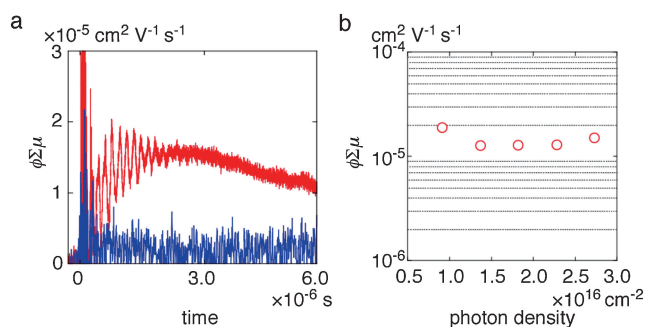 a
×10-5 cm2 V-1 s-1
3
2
1
0
ϕΣμ
0
3.0
6.0
×10-6 s
time
b
cm2 V-1 s-1
10-4
10-5
10-6
ϕΣμ
0.5
1.0
1.5
2.0
2.5
3.0
×1016 cm-2
photon density